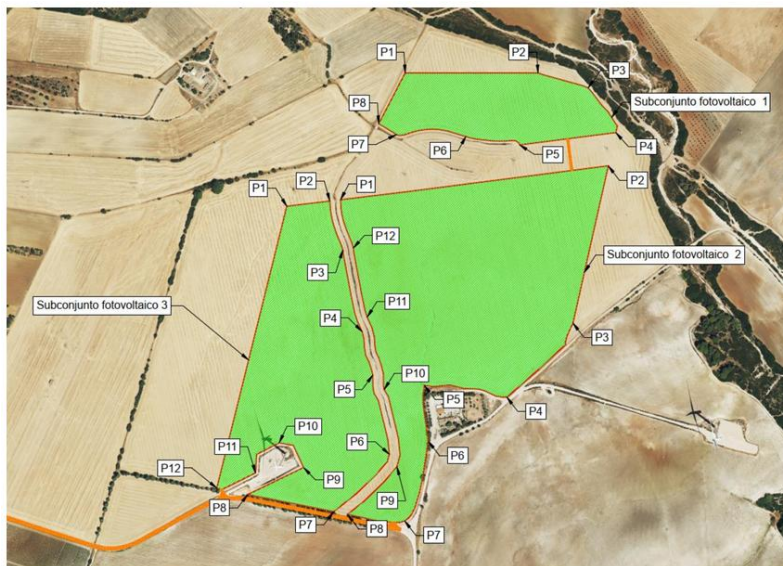 P1
P2
P3
Subconjunto fotovoltaico 1
P8
P7
P6
P5
P4
P2
P1
P2
P1
P12
P3
Subconjunto fotovoltaico 2
Subconjunto fotovoltaico 3
P11
P4
P3
P5
P10
P5
P4
P10
P6
P6
P11
P9
P12
P9
P8
P7
P8
P7